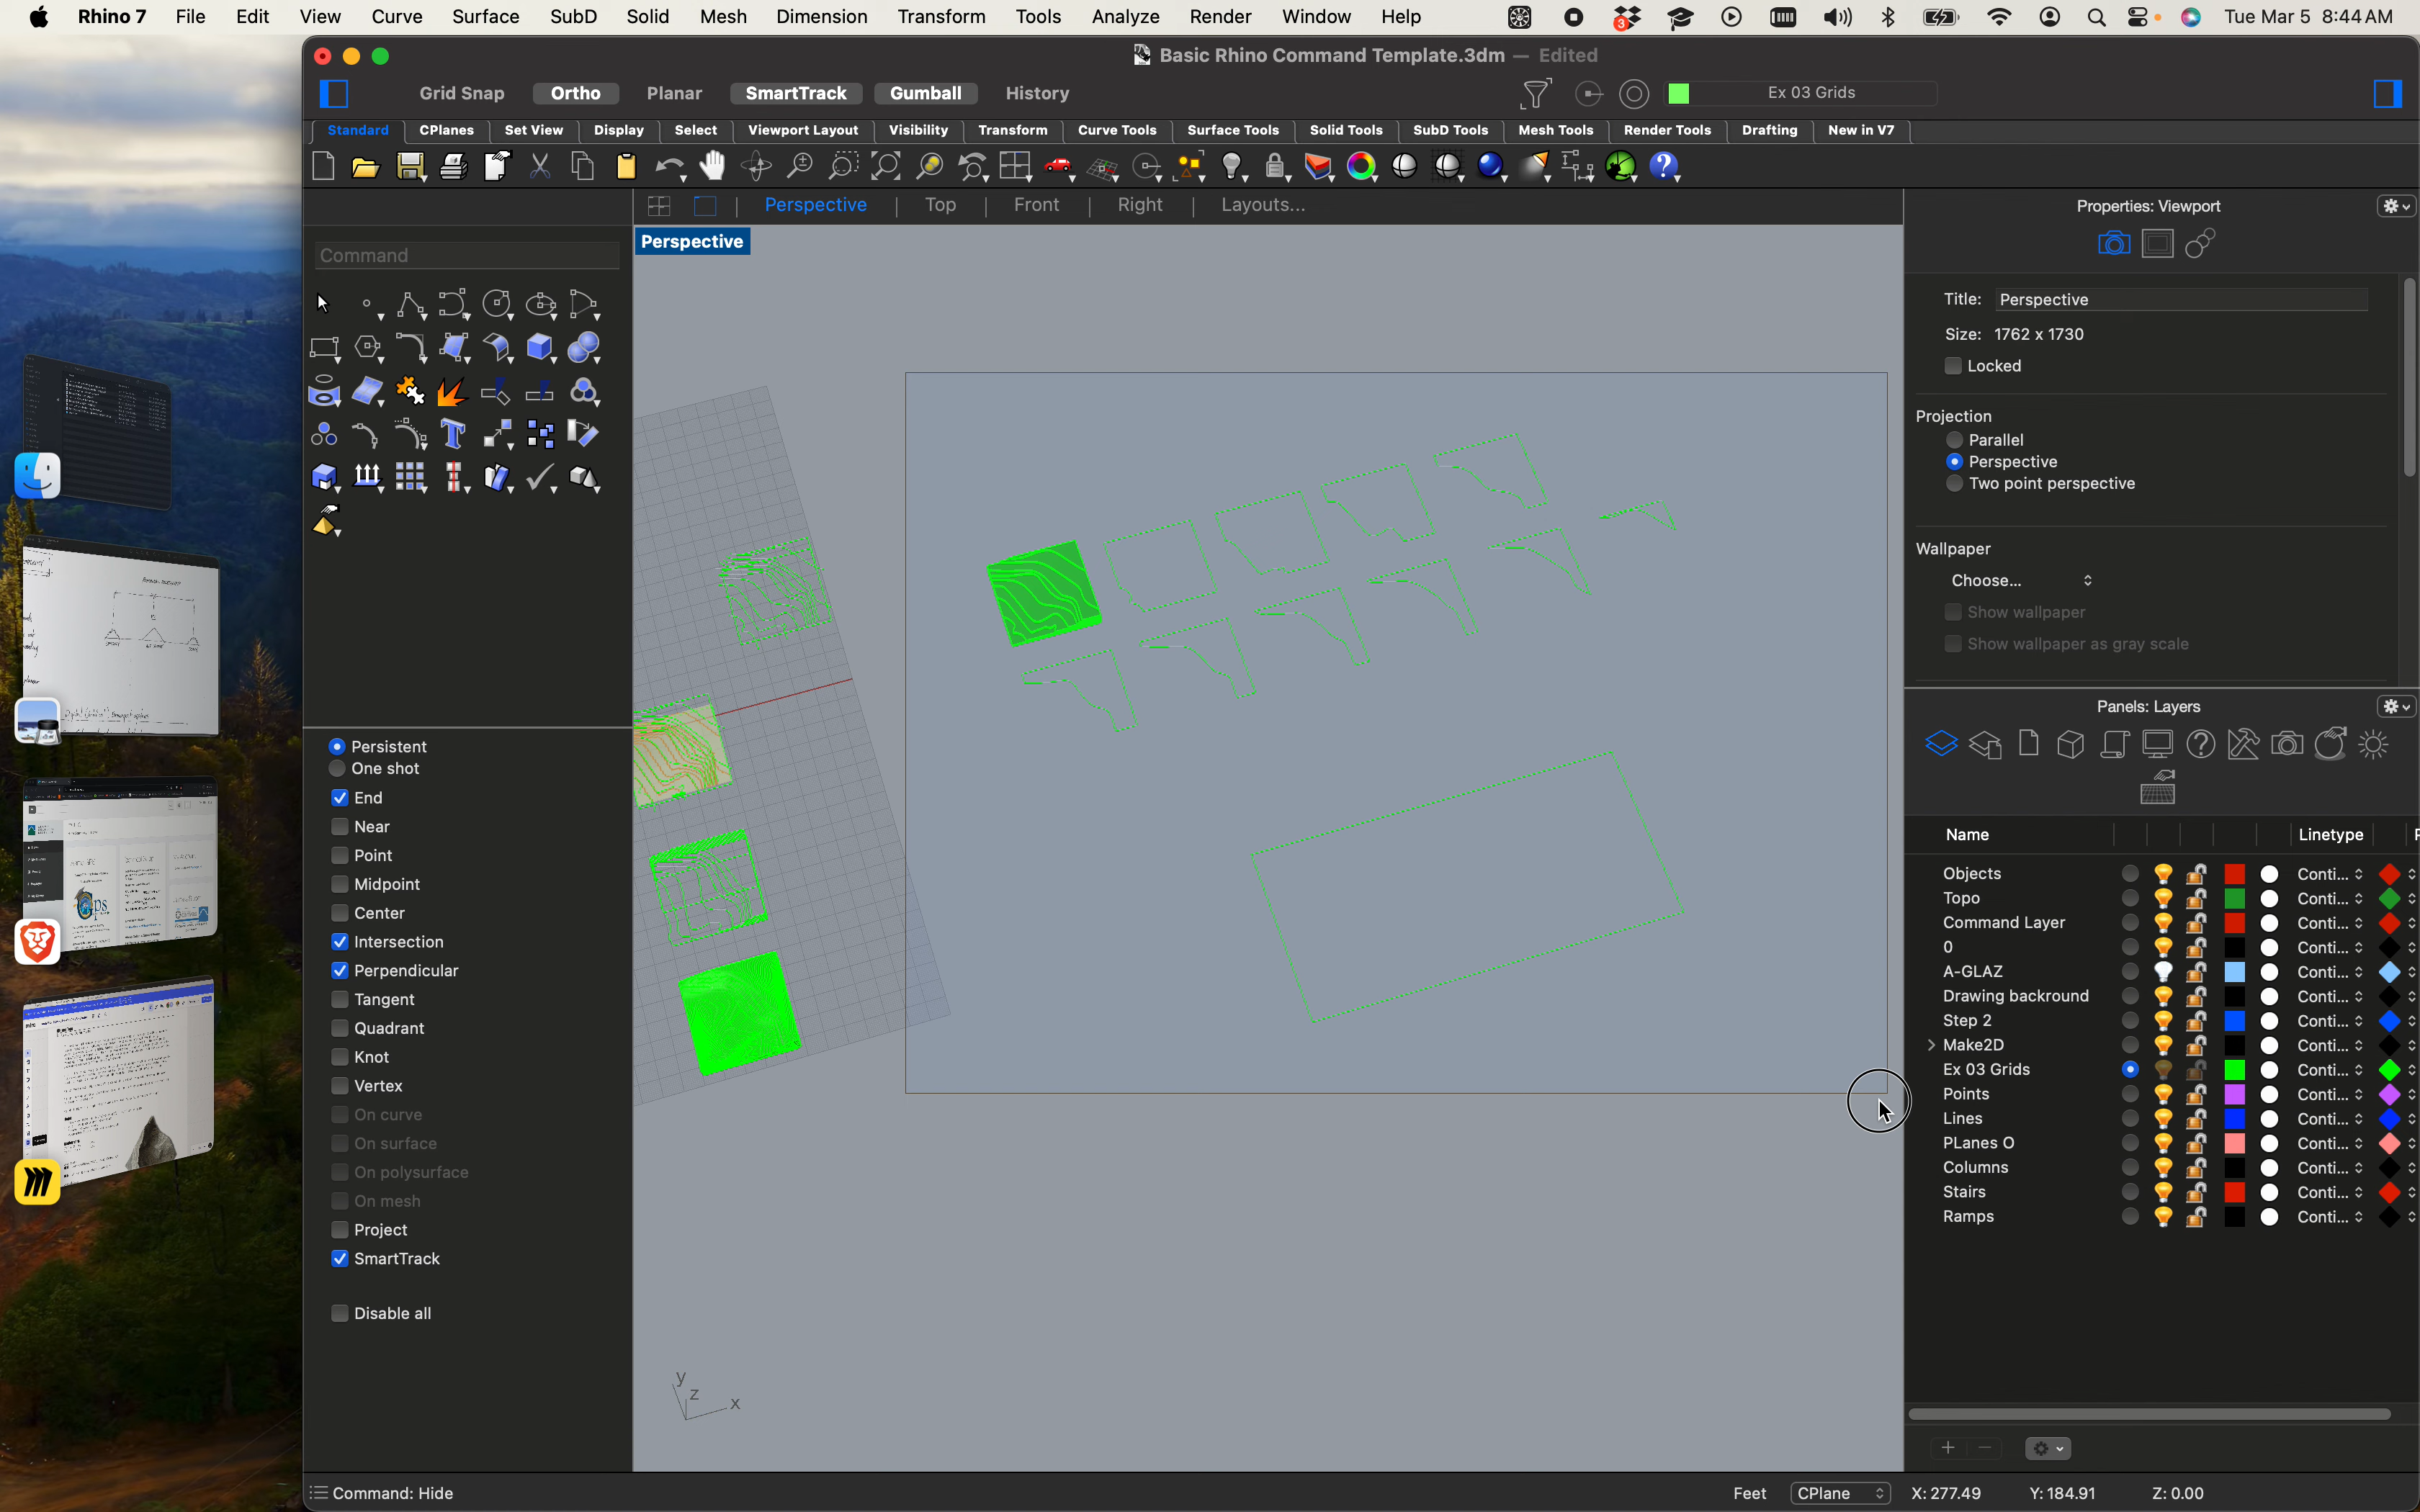 Rhino 7 File Edit View Curve Surface SubD Solid Mesh Dimension Transform Tools Analyze Render Window Help 3 Tue Mar 5 8:44 AM
Basic Rhino Command Template.3dm — Edited
Grid Snap Ortho Planar SmartTrack Gumball History Ex 03 Grids
Standard CPlanes Set View Display Select Viewport Layout Visibility Transform Curve Tools Surface Tools Solid Tools SubD Tools Mesh Tools Render Tools Drafting New in V7
Perspective Top Front Right Layouts...
Perspective
Command
Persistent
One shot
End
Near
Point
Midpoint
Center
Intersection
Perpendicular
Tangent
Quadrant
Knot
Vertex
On curve
On surface
On polysurface
On mesh
Project
SmartTrack
Disable all
y
z
x
Properties: Viewport
Title: Perspective
Size: 1762 x 1730
Locked
Projection
Parallel
Perspective
Two point perspective
Wallpaper
Choose...
Show wallpaper
Show wallpaper as gray scale
Panels: Layers
Name Linetype
Objects Conti...
Topo Conti...
Command Layer Conti...
0 Conti...
A-GLAZ Conti...
Drawing backround Conti...
Step 2 Conti...
Make2D Conti...
Ex 03 Grids Conti...
Points Conti...
Lines Conti...
PLanes O Conti...
Columns Conti...
Stairs Conti...
Ramps Conti...
Command: Hide
Feet CPlane X: 277.49 Y: 184.91 Z: 0.00